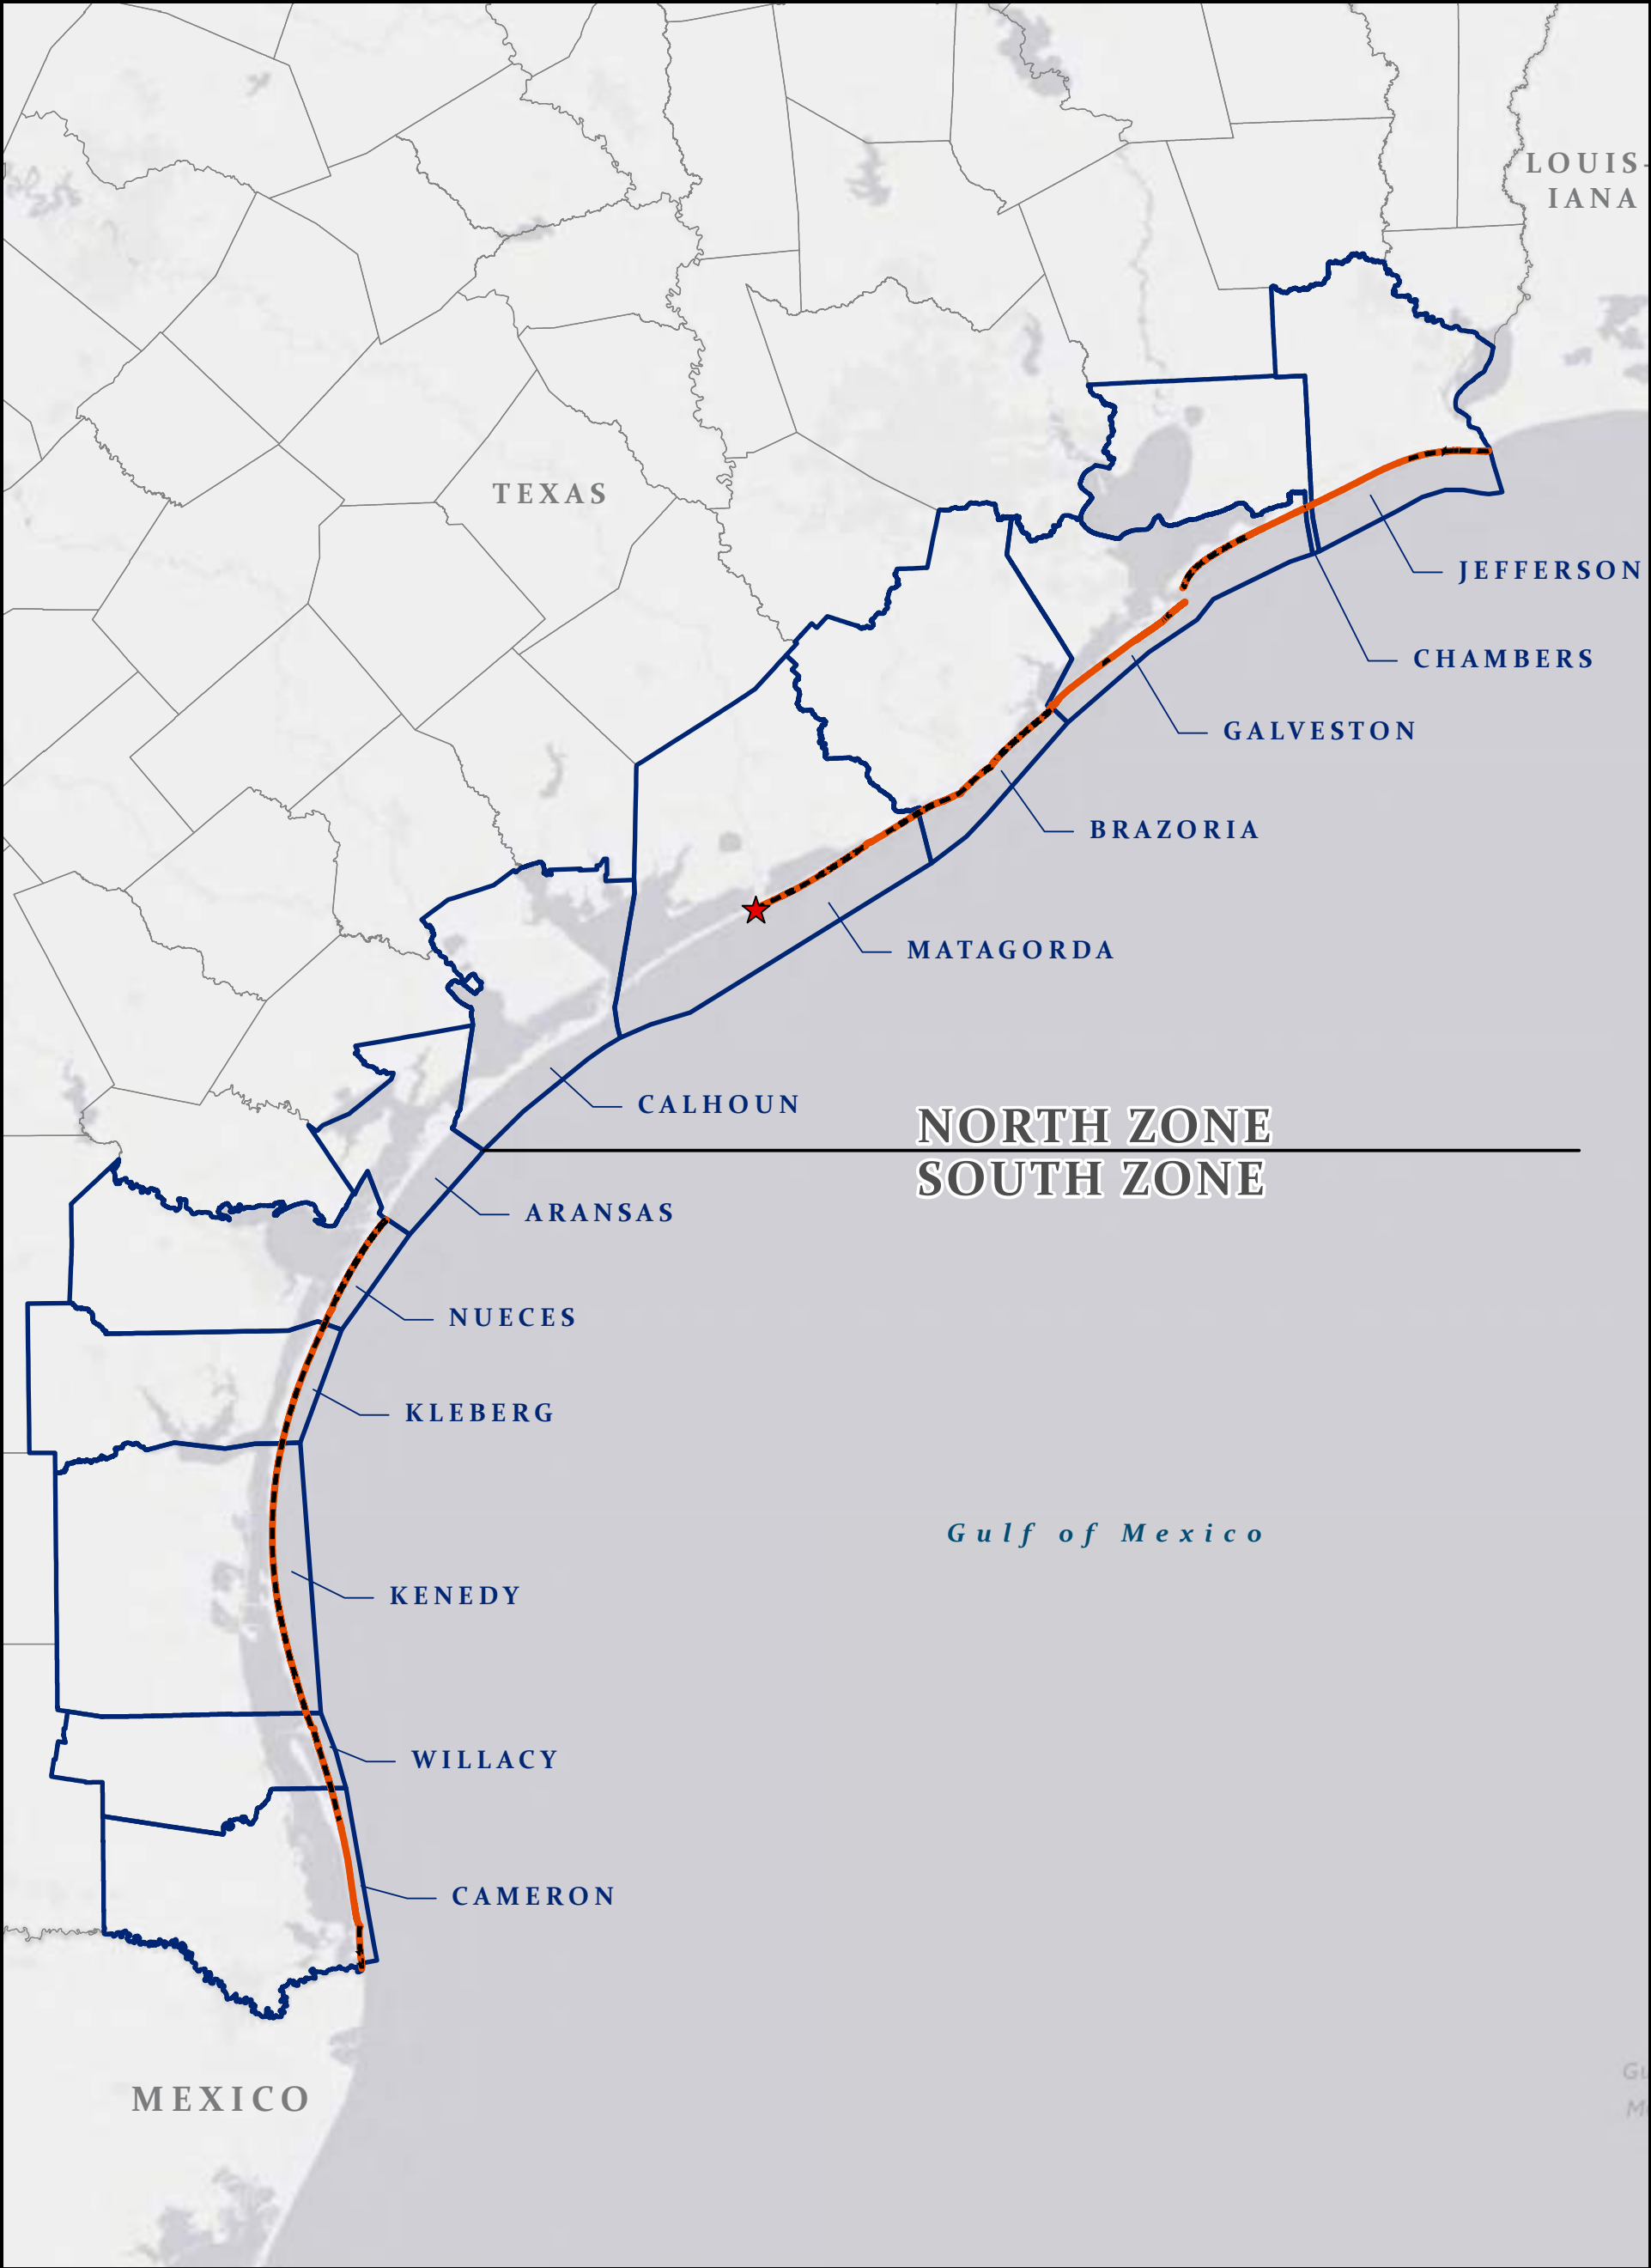 LOUIS-
IANA
TEXAS
JEFFERSON
CHAMBERS
GALVESTON
BRAZORIA
MATAGORDA
CALHOUN
NORTH ZONE
SOUTH ZONE
ARANSAS
NUECES
KLEBERG
Gulf of Mexico
KENEDY
WILLACY
CAMERON
MEXICO